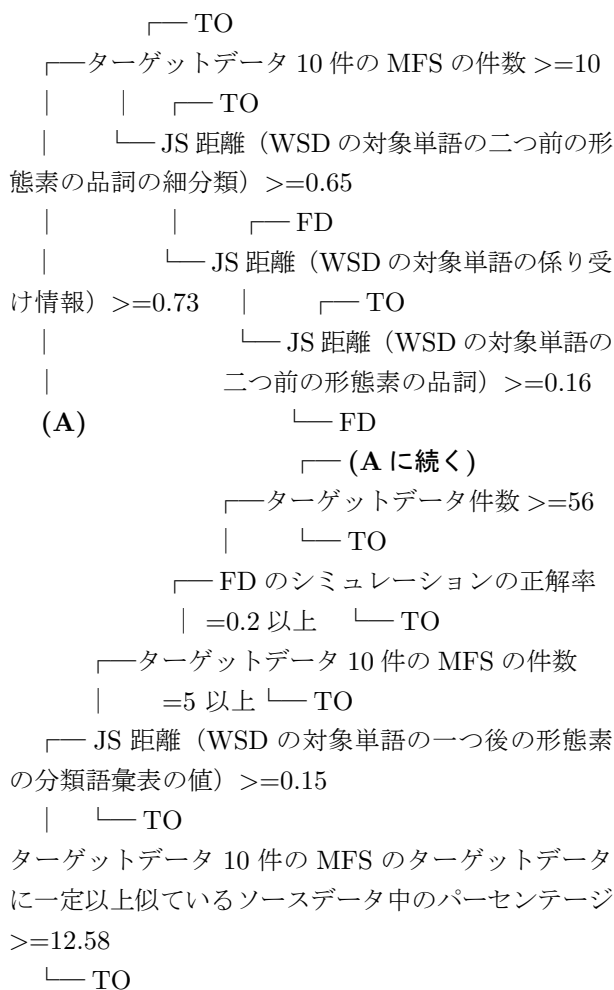 ┌── TO
┌──ターゲットデータ 10 件の MFS の件数 >=10
│ │ ┌── TO
│ └── JS 距離（WSD の対象単語の二つ前の形
態素の品詞の細分類）>=0.65
│ │ ┌── FD
│ └── JS 距離（WSD の対象単語の係り受
け情報）>=0.73 │ ┌── TO
│ └── JS 距離（WSD の対象単語の
│ 二つ前の形態素の品詞）>=0.16
(A) └── FD
┌── (A に続く)
┌──ターゲットデータ件数 >=56
│ └── TO
┌── FD のシミュレーションの正解率
│ =0.2 以上 └── TO
┌──ターゲットデータ 10 件の MFS の件数
│ =5 以上 └── TO
┌── JS 距離（WSD の対象単語の一つ後の形態素
の分類語彙表の値）>=0.15
│ └── TO
ターゲットデータ 10 件の MFS のターゲットデータ
に一定以上似ているソースデータ中のパーセンテージ
>=12.58
└── TO